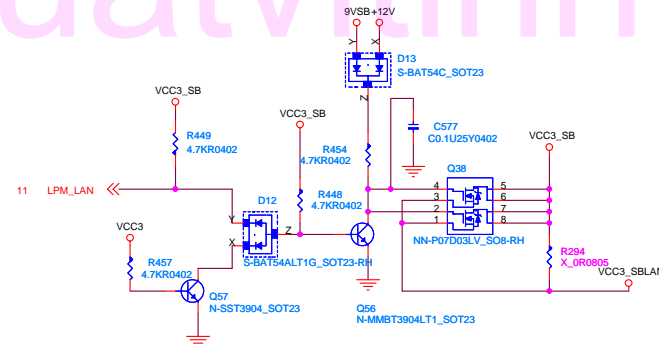 datvitinh
9VSB +12V
Y X
D13
S-BAT54C_SOT23
Z
VCC3_SB
R449
4.7KR0402
VCC3_SB
R454
4.7KR0402
C577
C0.1U25Y0402
VCC3_SB
Q38
11 LPM_LAN
R448
4.7KR0402
4 5
3 6
2 7
1 8
D12
Y
X
Z
VCC3
R457
4.7KR0402
S-BAT54ALT1G_SOT23-RH
NN-P07D03LV_SO8-RH
R294
X_0R0805
VCC3_SBLAN
Q57
N-SST3904_SOT23
Q56
N-MMBT3904LT1_SOT23